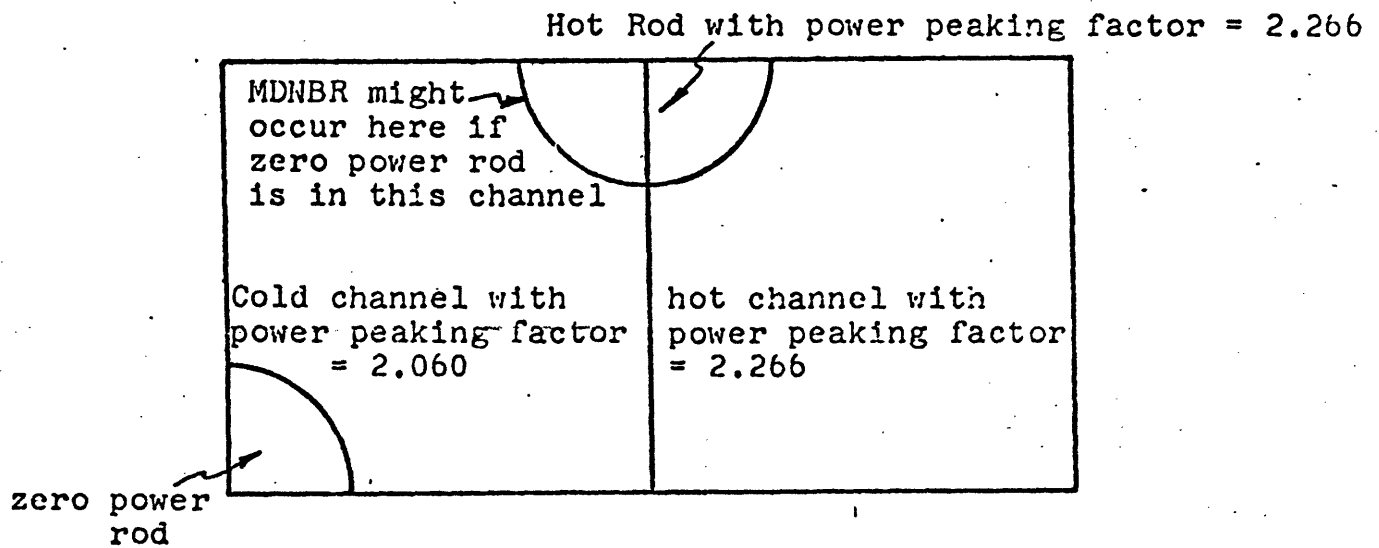 Hot Rod with power peaking factor = 2.266
MDNBR might
occur here if
zero power rod
is in this channel
Cold channel with
power peaking factor
= 2.060
hot channel with
power peaking factor
= 2.266
zero power
rod